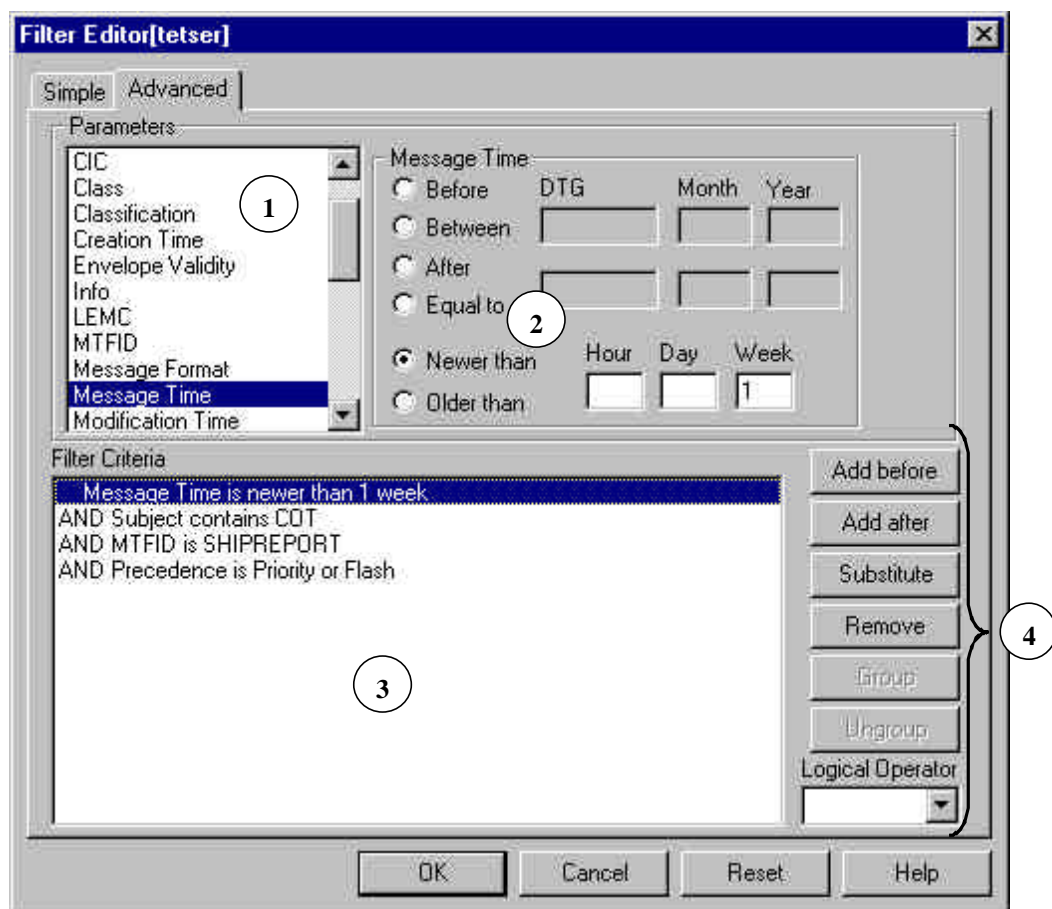 Filter Editor[tetser]
Simple Advanced
Parameters
CIC
Class
Classification
Creation Time
Envelope Validity
Info
LEMC
MTFID
Message Format
Message Time
Modification Time
1
Message Time
Before DTG Month Year
Between
After
Equal to
2
Newer than Hour Day Week
1
Older than
Filter Criteria
Message Time is newer than 1 week
AND Subject contains COT
AND MTFID is SHIPREPORT
AND Precedence is Priority or Flash
3
Add before
Add after
Substitute
Remove
Group
Ungroup
Logical Operator
4
OK Cancel Reset Help